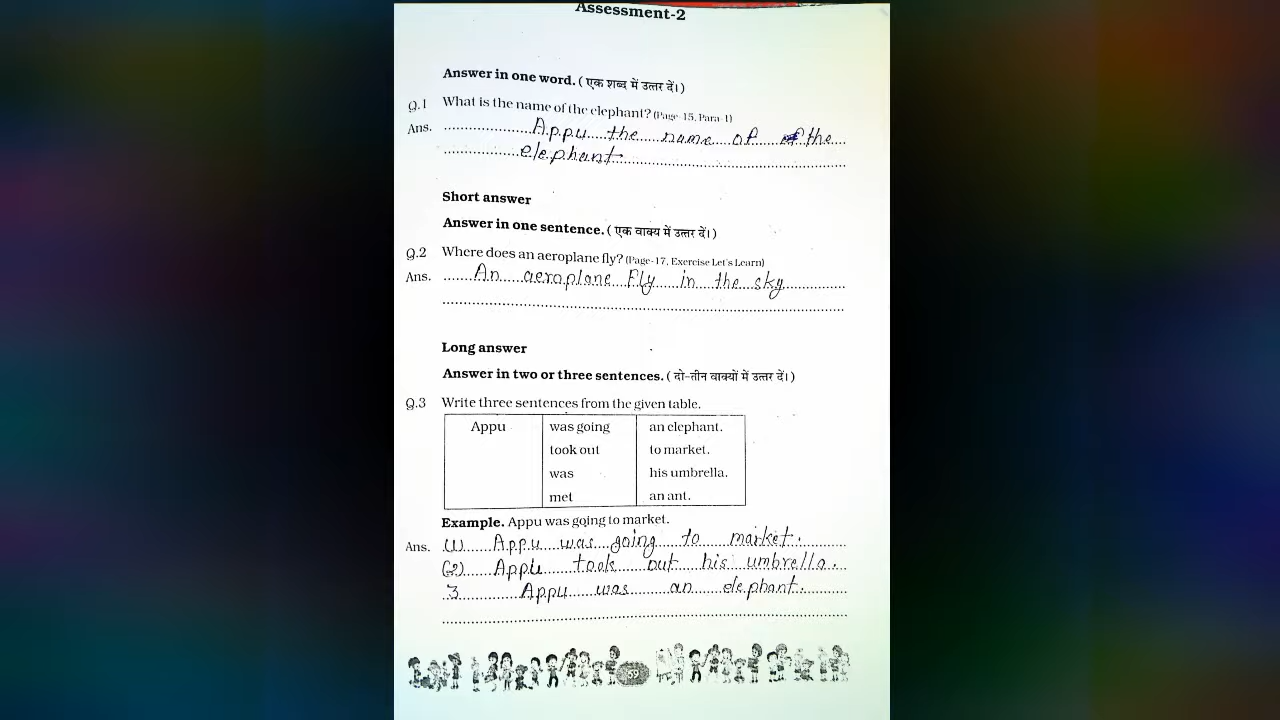 Assessment-2
Answer in one word. ( एक शब्द में उत्तर दें। )
Q.1 What is the name of the elephant? (Page-15, Para-1)
Ans. Appu the name of of the
elephant
Short answer
Answer in one sentence. ( एक वाक्य में उत्तर दें। )
Q.2 Where does an aeroplane fly? (Page-17, Exercise Let's Learn)
Ans. An aeroplane Fly in the sky
Long answer
Answer in two or three sentences. ( दो-तीन वाक्यों में उत्तर दें। )
Q.3 Write three sentences from the given table.
Appu was going an elephant.
took out to market.
was his umbrella.
met an ant.
Example. Appu was going to market.
Ans. (1) Appu was going to market.
(2) Appu took out his umbrella.
3 Appu was an elephant.